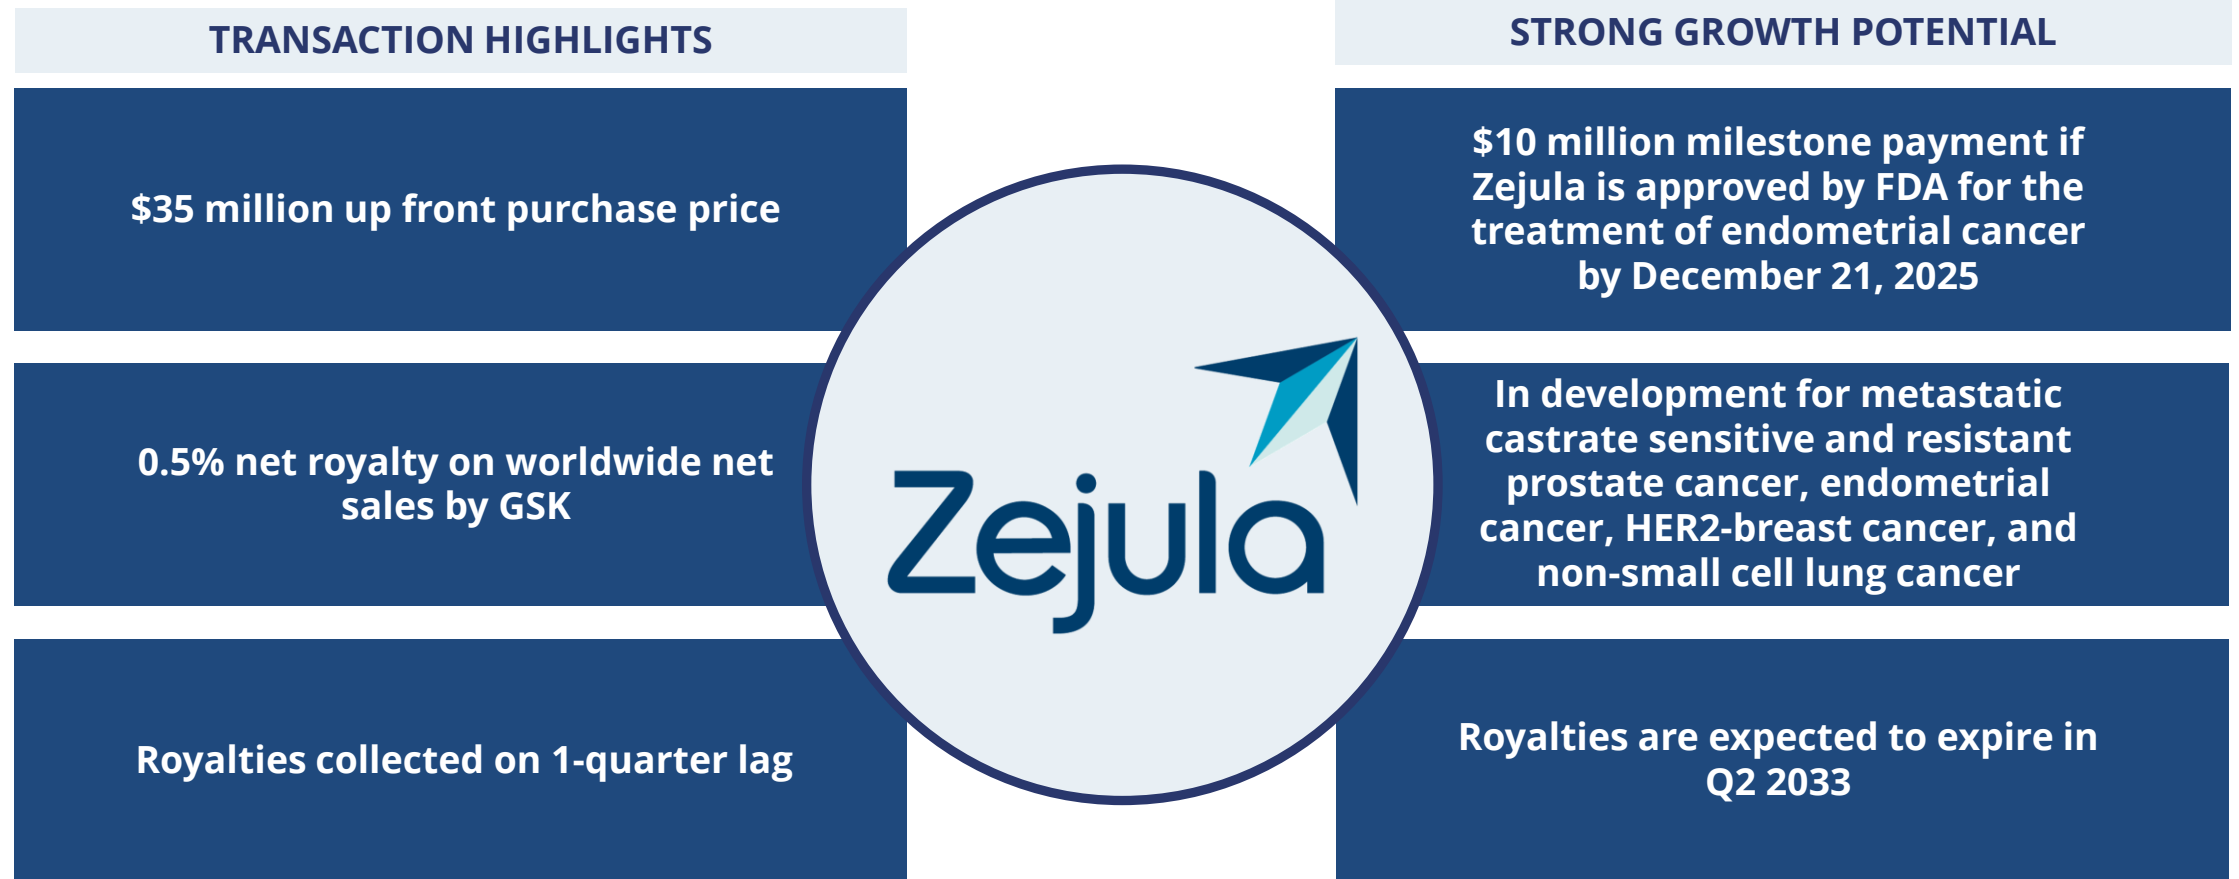 TRANSACTION HIGHLIGHTS
$35 million up front purchase price
0.5% net royalty on worldwide net
sales by GSK
Royalties collected on 1-quarter lag
Zejula
STRONG GROWTH POTENTIAL
$10 million milestone payment if
Zejula is approved by FDA for the
treatment of endometrial cancer
by December 21, 2025
In development for metastatic
castrate sensitive and resistant
prostate cancer, endometrial
cancer, HER2-breast cancer, and
non-small cell lung cancer
Royalties are expected to expire in
Q2 2033